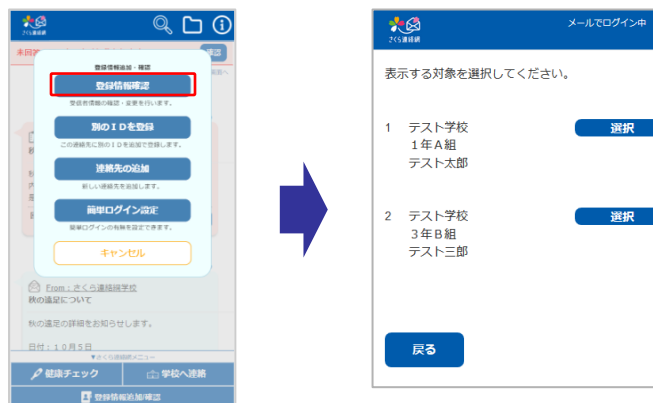 さくら連絡網
未回
確認
登録情報追加・確認
登録情報確認
受信者情報の確認・変更を行います。
別のＩＤを登録
この連絡先に別のＩＤを追加で登録します。
連絡先の追加
新しい連絡先を追加します。
簡単ログイン設定
簡単ログインの有無を設定できます。
キャンセル
From：さくら連絡網学校
秋の遠足について
秋の遠足の詳細をお知らせします。
日付：１０月５日
▼さくら連絡網メニュー
健康チェック
学校へ連絡
登録情報追加/確認
さくら連絡網
メールでログイン中
表示する対象を選択してください。
1 テスト学校 選択
１年Ａ組
テスト太郎
2 テスト学校 選択
３年Ｂ組
テスト三郎
戻る